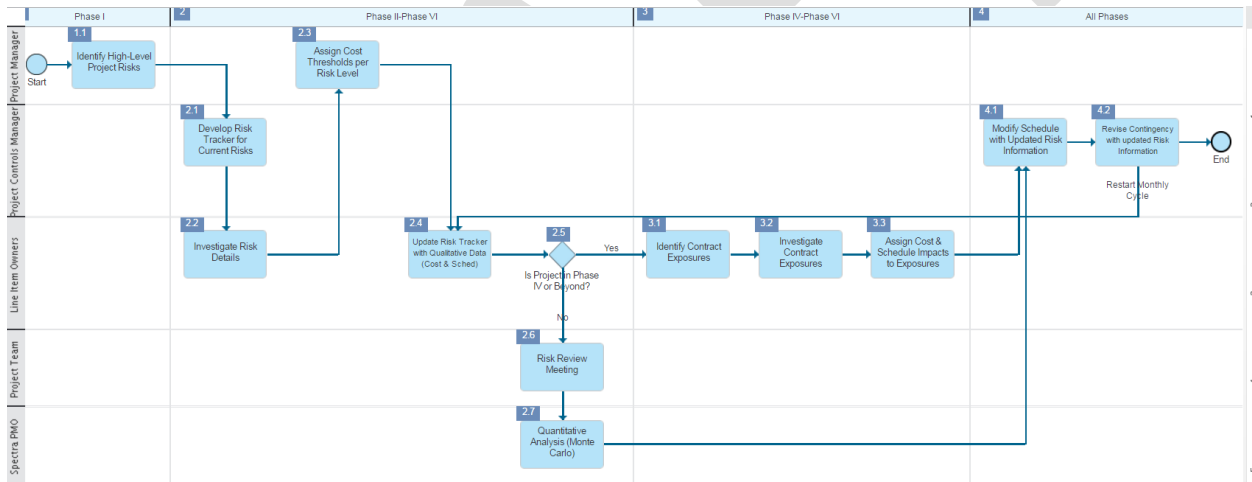 Phase I
2
Phase II-Phase VI
3
Phase IV-Phase VI
4
All Phases
Project Manager
Start
1.1
Identify High-Level
Project Risks
2.3
Assign Cost
Thresholds per
Risk Level
Project Controls Manager
2.1
Develop Risk
Tracker for
Current Risks
4.1
Modify Schedule
with Updated Risk
Information
4.2
Revise Contingency
with updated Risk
Information
End
Restart Monthly
Cycle
Line Item Owners
2.2
Investigate Risk
Details
2.4
Update Risk Tracker
with Qualitative Data
(Cost & Sched)
2.5
Is Project in Phase
IV or Beyond?
Yes
No
3.1
Identify Contract
Exposures
3.2
Investigate
Contract
Exposures
3.3
Assign Cost &
Schedule Impacts
to Exposures
Project Team
2.6
Risk Review
Meeting
Spectra PMO
2.7
Quantitative
Analysis (Monte
Carlo)